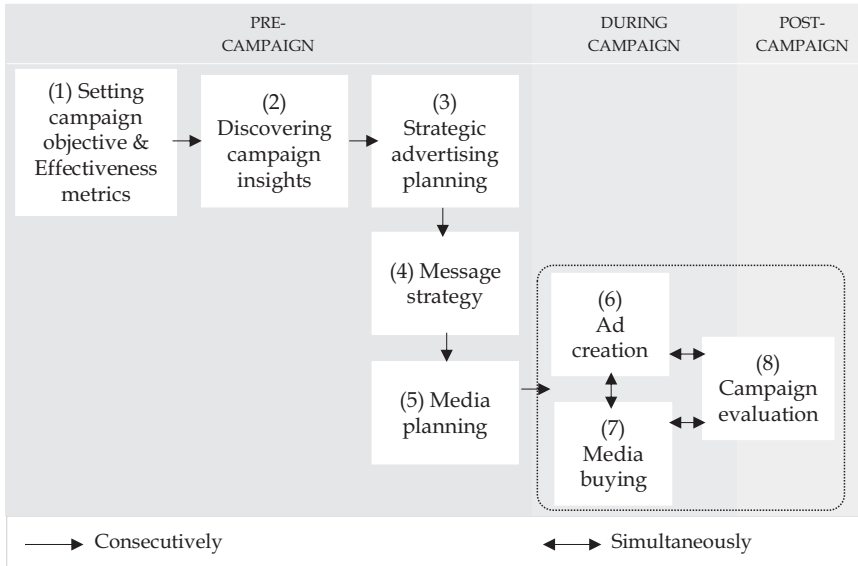 PRE-
CAMPAIGN
DURING
CAMPAIGN
POST-
CAMPAIGN
(1) Setting
campaign
objective &
Effectiveness
metrics
(2)
Discovering
campaign
insights
(3)
Strategic
advertising
planning
(4) Message
strategy
(5) Media
planning
(6)
Ad
creation
(7)
Media
buying
(8)
Campaign
evaluation
Consecutively
Simultaneously